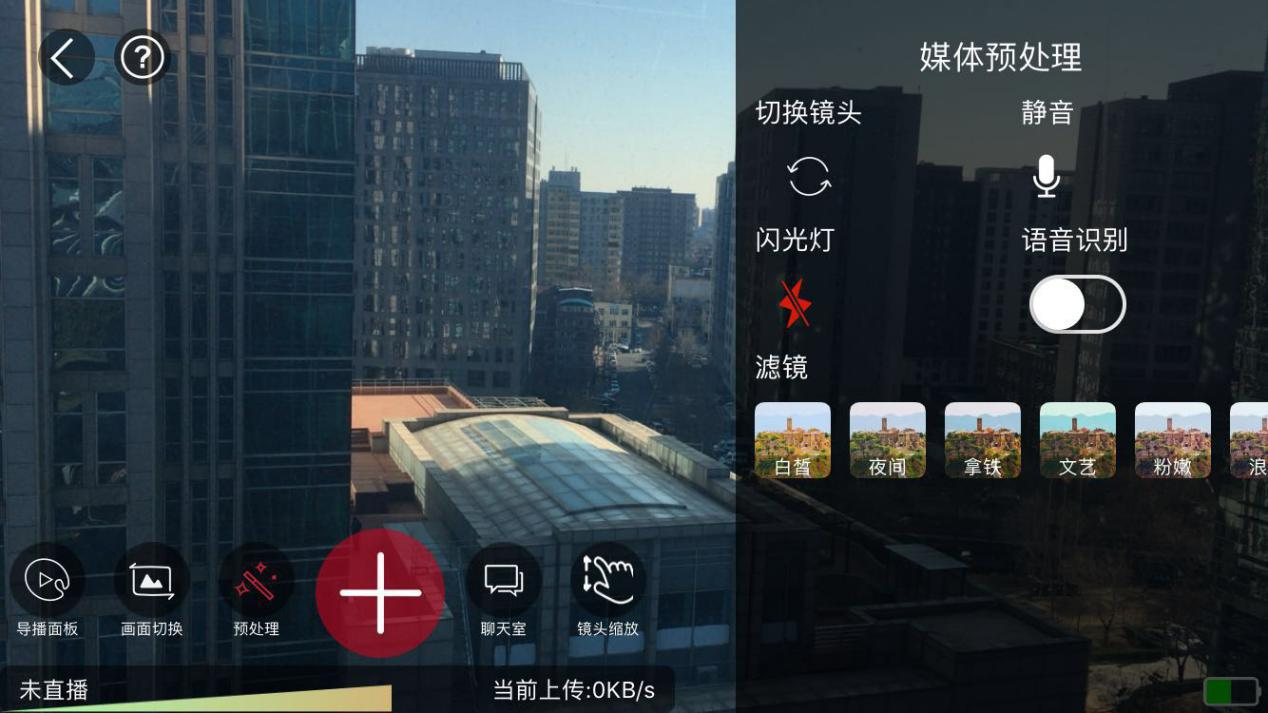 ?
媒体预处理
切换镜头
静音
闪光灯
语音识别
滤镜
白皙
夜间
拿铁
文艺
粉嫩
浪
导播面板
画面切换
预处理
聊天室
镜头缩放
未直播
当前上传:0KB/s